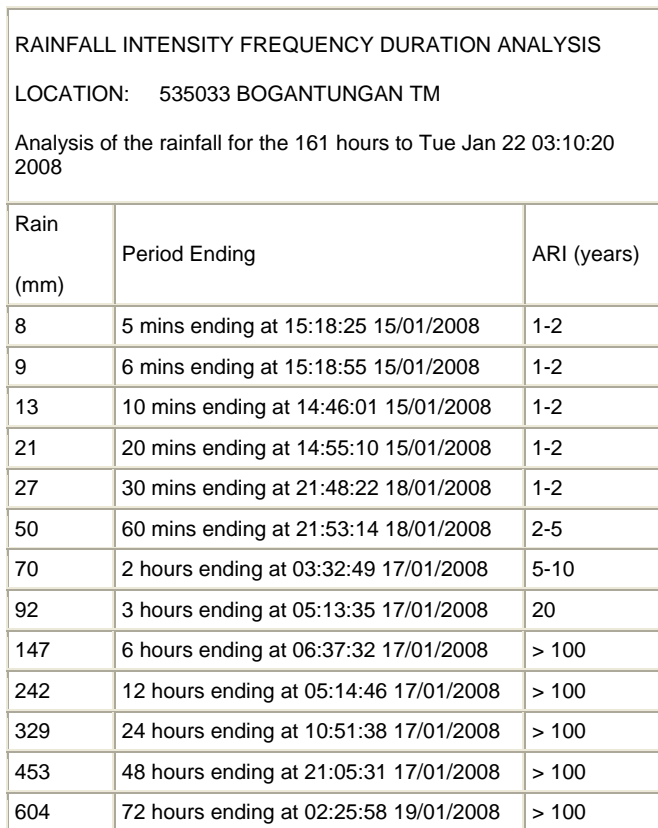 RAINFALL INTENSITY FREQUENCY DURATION ANALYSIS
LOCATION: 535033 BOGANTUNGAN TM
Analysis of the rainfall for the 161 hours to Tue Jan 22 03:10:20
2008
Rain
(mm) Period Ending ARI (years)
8 5 mins ending at 15:18:25 15/01/2008 1-2
9 6 mins ending at 15:18:55 15/01/2008 1-2
13 10 mins ending at 14:46:01 15/01/2008 1-2
21 20 mins ending at 14:55:10 15/01/2008 1-2
27 30 mins ending at 21:48:22 18/01/2008 1-2
50 60 mins ending at 21:53:14 18/01/2008 2-5
70 2 hours ending at 03:32:49 17/01/2008 5-10
92 3 hours ending at 05:13:35 17/01/2008 20
147 6 hours ending at 06:37:32 17/01/2008 > 100
242 12 hours ending at 05:14:46 17/01/2008 > 100
329 24 hours ending at 10:51:38 17/01/2008 > 100
453 48 hours ending at 21:05:31 17/01/2008 > 100
604 72 hours ending at 02:25:58 19/01/2008 > 100